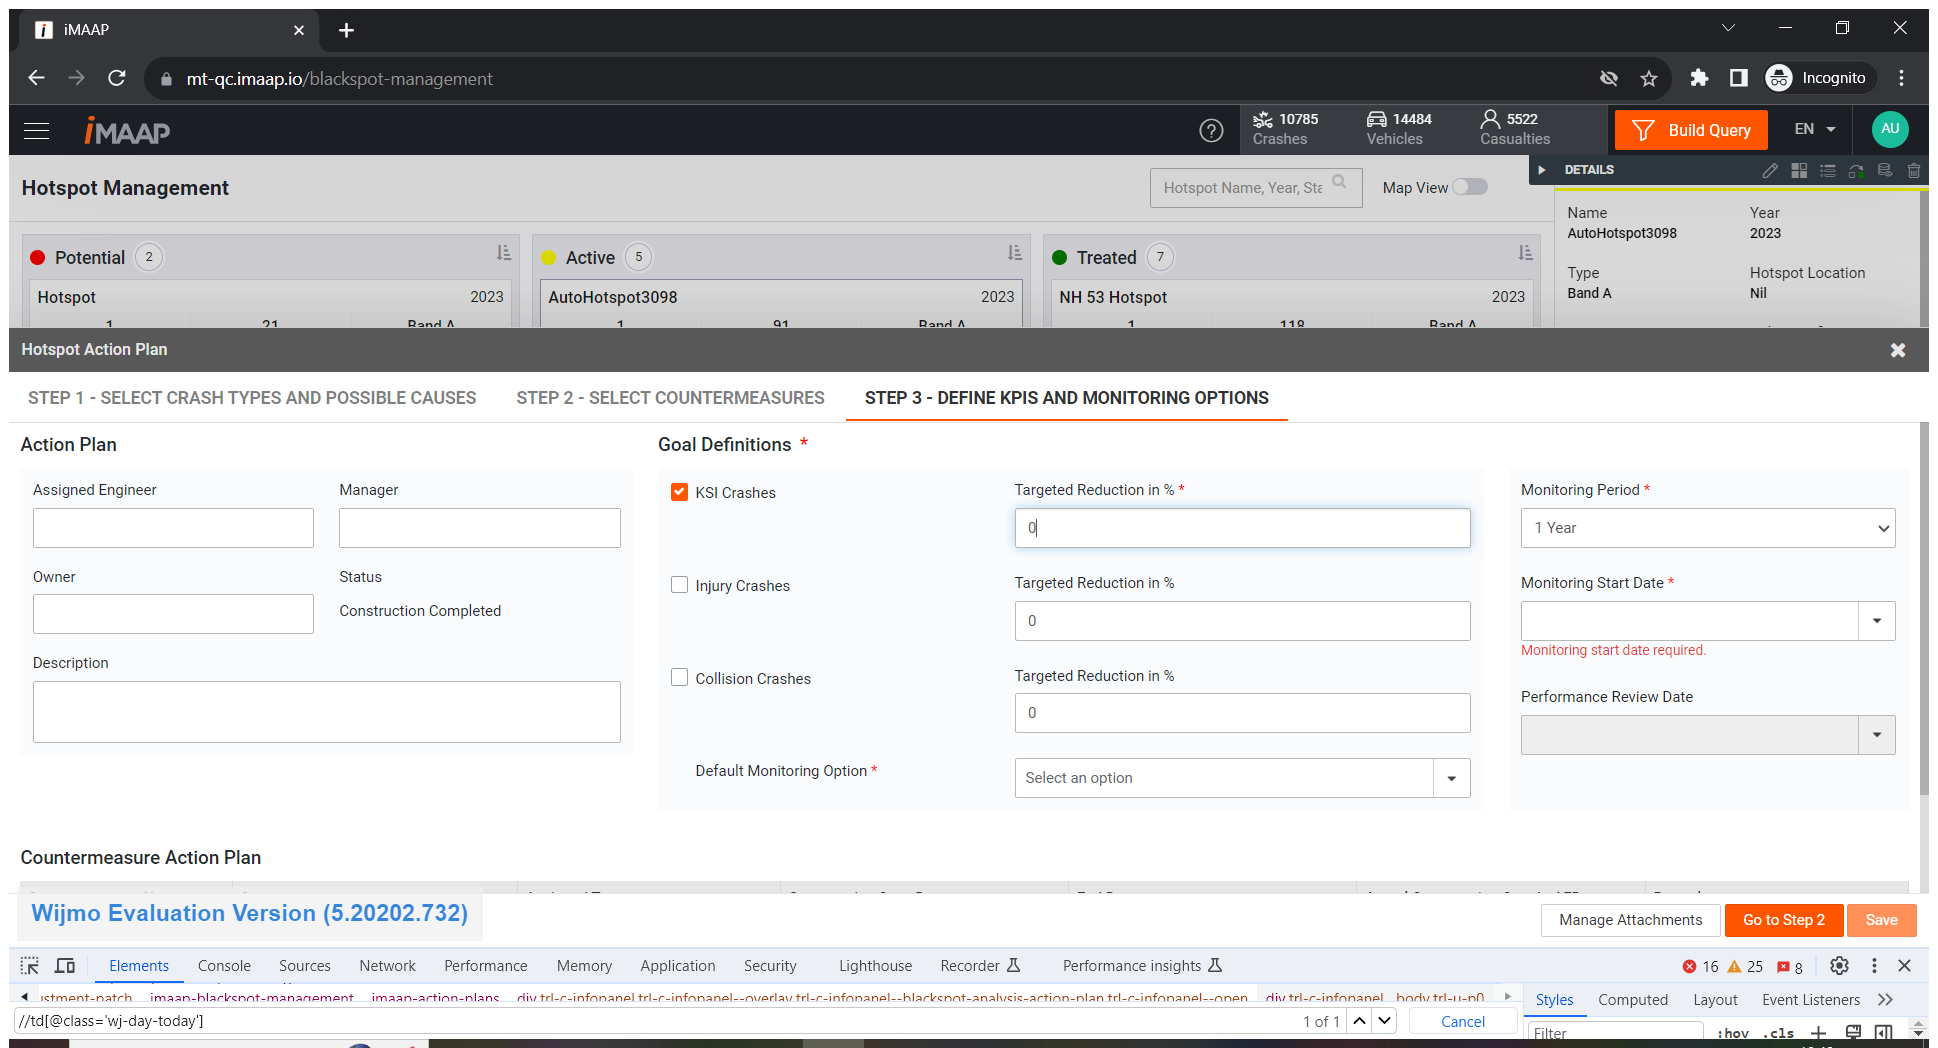 iMAAP
mt-qc.imaap.io/blackspot-management
Incognito
iMAAP
10785
Crashes
14484
Vehicles
5522
Casualties
Build Query
EN
AU
Hotspot Management
Hotspot Name, Year, Sta
Map View
DETAILS
Name
AutoHotspot3098
Year
2023
Type
Band A
Hotspot Location
Nil
Potential 2
Hotspot 2023
1 21 Band A
Active 5
AutoHotspot3098 2023
1 91 Band A
Treated 7
NH 53 Hotspot 2023
1 118 Band A
Hotspot Action Plan
STEP 1 - SELECT CRASH TYPES AND POSSIBLE CAUSES
STEP 2 - SELECT COUNTERMEASURES
STEP 3 - DEFINE KPIS AND MONITORING OPTIONS
Action Plan
Assigned Engineer
Manager
Owner
Status
Construction Completed
Description
Goal Definitions *
KSI Crashes
Targeted Reduction in % *
0
Injury Crashes
Targeted Reduction in %
0
Collision Crashes
Targeted Reduction in %
0
Default Monitoring Option *
Select an option
Monitoring Period *
1 Year
Monitoring Start Date *
Monitoring start date required.
Performance Review Date
Countermeasure Action Plan
Wijmo Evaluation Version (5.20202.732)
Manage Attachments
Go to Step 2
Save
Elements Console Sources Network Performance Memory Application Security Lighthouse Recorder Performance insights
16 25 8
ustment-patch imaap-blackspot-management imaap-action-plans div.trl-c-infopanel.trl-c-infopanel--overlay.trl-c-infopanel--blackspot-analysis-action-plan.trl-c-infopanel--open div.trl-c-infopanel body.trl-u-p0
Styles Computed Layout Event Listeners
//td[@class='wj-day-today']
1 of 1
Cancel
Filter
:hov .cls